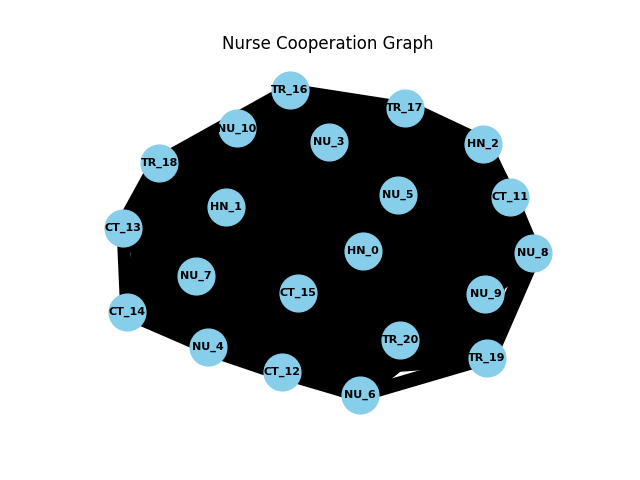 Nurse Cooperation Graph
TR_16
TR_17
NU_10
NU_3
HN_2
TR_18
NU_5
CT_11
HN_1
CT_13
HN_0
NU_8
NU_7
CT_15
NU_9
CT_14
TR_20
NU_4
TR_19
CT_12
NU_6